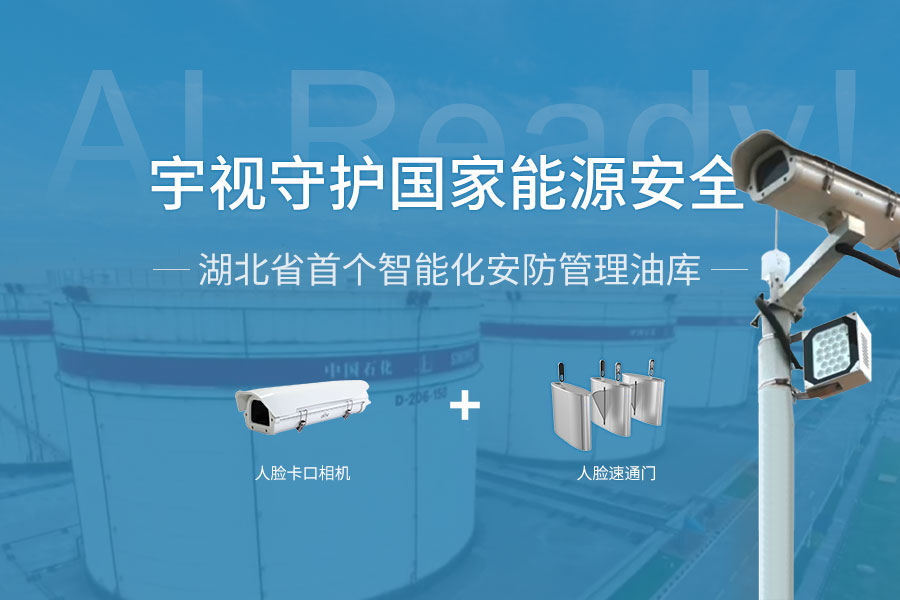 AI Ready!
宇视守护国家能源安全
湖北省首个智能化安防管理油库
中国石化
D-206-150
人脸卡口相机
人脸速通门